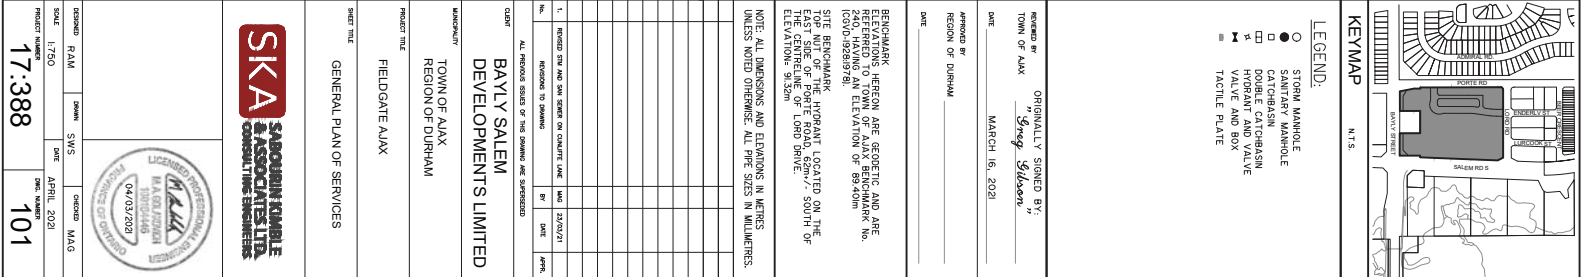 ADMIRAL RD.
PORTE RD
BAYLY STREET
LORD RD
ENDERLV ST
LURCOOK ST
SALEM RD S
KEYMAP
N.T.S.
LEGEND:
STORM MANHOLE
SANITARY MANHOLE
CATCHBASIN
DOUBLE CATCHBASIN
HYDRANT AND VALVE
VALVE AND BOX
TACTILE PLATE
REVIEWED BY
ORIGINALLY SIGNED BY:
TOWN OF AJAX
"Greg Gibson"
DATE
MARCH 16, 2021
APPROVED BY
REGION OF DURHAM
DATE
BENCHMARK
ELEVATIONS HEREON ARE GEODETIC AND ARE
REFERRED TO TOWN OF AJAX BENCHMARK No.
240, HAVING AN ELEVATION OF 89.401m
(CGVD-1928:1978).
SITE BENCHMARK
TOP NUT OF THE HYDRANT LOCATED ON THE
EAST SIDE OF PORTE ROAD, 62m+/- SOUTH OF
THE CENTRELINE OF LORD DRIVE.
ELEVATION= 91.32m
NOTE: ALL DIMENSIONS AND ELEVATIONS IN METRES
UNLESS NOTED OTHERWISE. ALL PIPE SIZES IN MILLIMETRES.
1. REVISED STM AND SAN SEWER ON CUNLIFFE LANE MAG 23/03/21
No. REVISIONS TO DRAWING BY DATE APPR.
ALL PREVIOUS ISSUES OF THIS DRAWING ARE SUPERSEDED
CLIENT
BAYLY SALEM
DEVELOPMENTS LIMITED
MUNICIPALITY
TOWN OF AJAX
REGION OF DURHAM
PROJECT TITLE
FIELDGATE AJAX
SHEET TITLE
GENERAL PLAN OF SERVICES
SKA
SABOURIN KIMBLE
& ASSOCIATES LTD.
CONSULTING ENGINEERS
LICENSED PROFESSIONAL ENGINEER
04/03/2021
PROVINCE OF ONTARIO
DESIGNED RAM DRAWN SWS CHECKED MAG
SCALE 1:750 DATE APRIL 2021
PROJECT NUMBER DWG. NUMBER
17:388 101